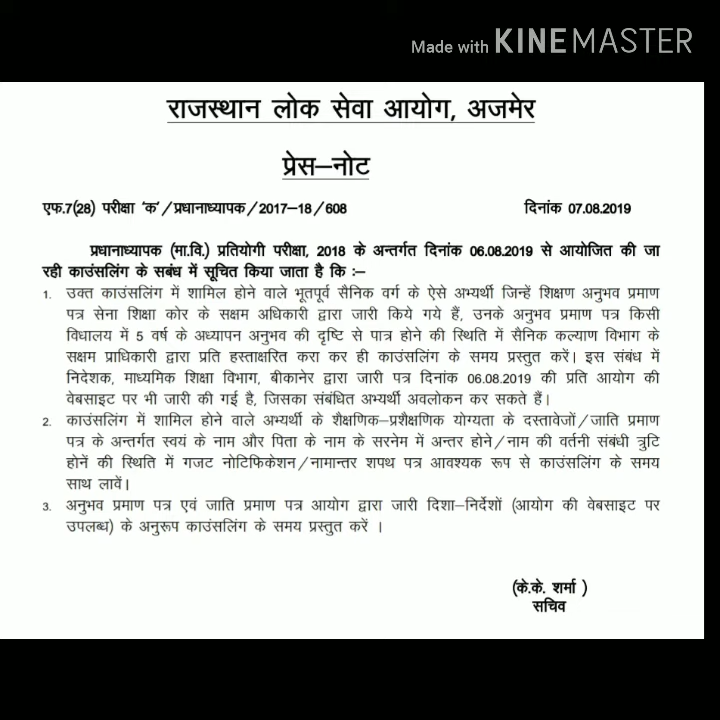 Made with KINEMASTER
राजस्थान लोक सेवा आयोग, अजमेर
प्रेस–नोट
एफ.7(28) परीक्षा ‘क’/प्रधानाध्यापक/2017–18/608 दिनांक 07.08.2019
प्रधानाध्यापक (मा.वि.) प्रतियोगी परीक्षा, 2018 के अन्तर्गत दिनांक 06.08.2019 से आयोजित की जा
रही काउंसलिंग के सबंध में सूचित किया जाता है कि :–
1. उक्त काउंसलिंग में शामिल होने वाले भूतपूर्व सैनिक वर्ग के ऐसे अभ्यर्थी जिन्हें शिक्षण अनुभव प्रमाण
पत्र सेना शिक्षा कोर के सक्षम अधिकारी द्वारा जारी किये गये हैं, उनके अनुभव प्रमाण पत्र किसी
विधालय में 5 वर्ष के अध्यापन अनुभव की दृष्टि से पात्र होने की स्थिति में सैनिक कल्याण विभाग के
सक्षम प्राधिकारी द्वारा प्रति हस्ताक्षरित करा कर ही काउंसलिंग के समय प्रस्तुत करें। इस संबंध में
निदेशक, माध्यमिक शिक्षा विभाग, बीकानेर द्वारा जारी पत्र दिनांक 06.08.2019 की प्रति आयोग की
वेबसाइट पर भी जारी की गई है, जिसका संबंधित अभ्यर्थी अवलोकन कर सकते हैं।
2. काउंसलिंग में शामिल होने वाले अभ्यर्थी के शैक्षणिक–प्रशैक्षणिक योग्यता के दस्तावेजों/जाति प्रमाण
पत्र के अन्तर्गत स्वयं के नाम और पिता के नाम के सरनेम में अन्तर होने/नाम की वर्तनी संबंधी त्रुटि
होनें की स्थिति में गजट नोटिफिकेशन/नामान्तर शपथ पत्र आवश्यक रूप से काउंसलिंग के समय
साथ लावें।
3. अनुभव प्रमाण पत्र एवं जाति प्रमाण पत्र आयोग द्वारा जारी दिशा–निर्देशों (आयोग की वेबसाइट पर
उपलब्ध) के अनुरूप काउंसलिंग के समय प्रस्तुत करें ।
(के.के. शर्मा )
सचिव